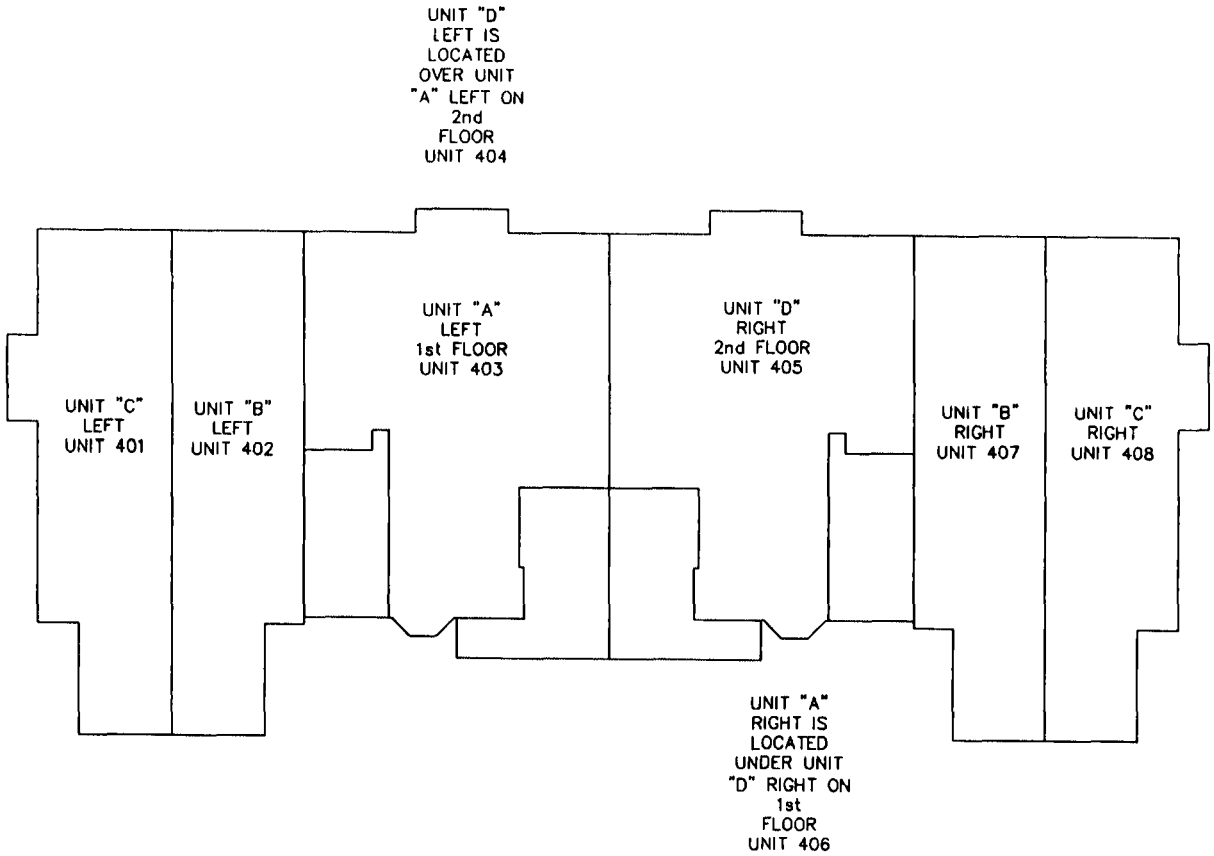 UNIT "D"
LEFT IS
LOCATED
OVER UNIT
"A" LEFT ON
2nd
FLOOR
UNIT 404
UNIT "A"
LEFT
1st FLOOR
UNIT 403
UNIT "D"
RIGHT
2nd FLOOR
UNIT 405
UNIT "C"
LEFT
UNIT 401
UNIT "B"
LEFT
UNIT 402
UNIT "B"
RIGHT
UNIT 407
UNIT "C"
RIGHT
UNIT 408
UNIT "A"
RIGHT IS
LOCATED
UNDER UNIT
"D" RIGHT ON
1st
FLOOR
UNIT 406